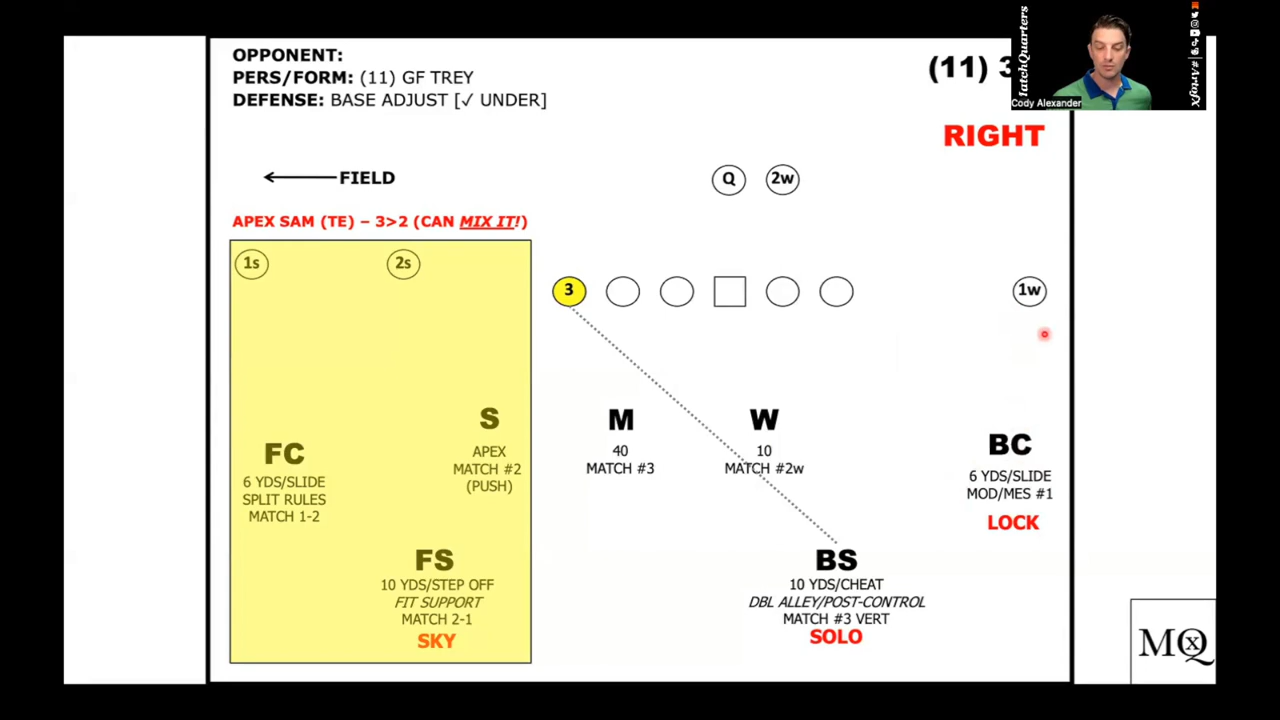 OPPONENT:
PERS/FORM: (11) GF TREY
DEFENSE: BASE ADJUST [✓ UNDER]
(11) 3
MatchQuarters
Cody Alexander
#ArtofX
RIGHT
← FIELD
Q
2w
APEX SAM (TE) – 3>2 (CAN MIX IT!)
1s
2s
3
1w
S
APEX
MATCH #2
(PUSH)
M
40
MATCH #3
W
10
MATCH #2w
FC
6 YDS/SLIDE
SPLIT RULES
MATCH 1-2
BC
6 YDS/SLIDE
MOD/MES #1
LOCK
FS
10 YDS/STEP OFF
FIT SUPPORT
MATCH 2-1
SKY
BS
10 YDS/CHEAT
DBL ALLEY/POST-CONTROL
MATCH #3 VERT
SOLO
MQx